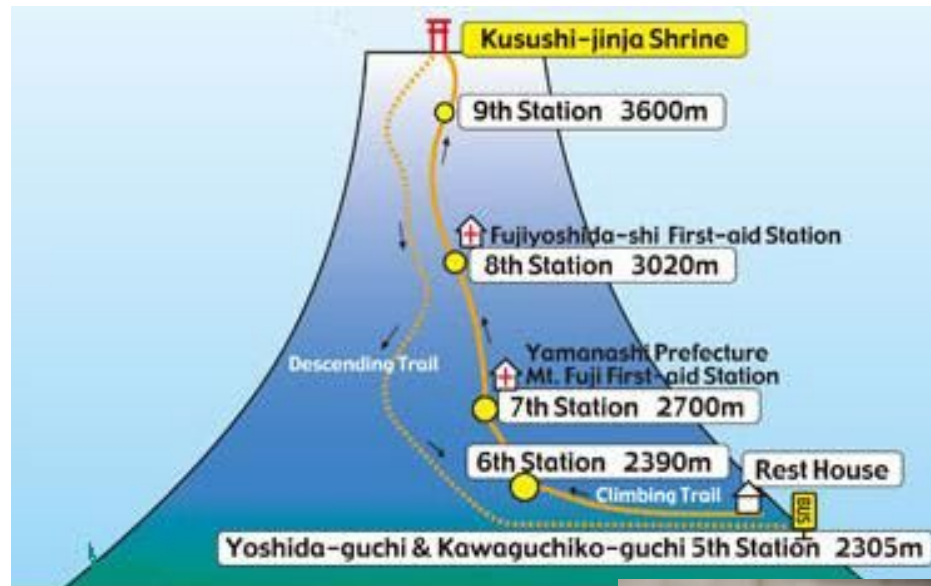 Kusushi-jinja Shrine
9th Station 3600m
Fujiyoshida-shi First-aid Station
8th Station 3020m
Yamanashi Prefecture
Mt. Fuji First-aid Station
Descending Trail
7th Station 2700m
6th Station 2390m
Rest House
Climbing Trail
BUS
Yoshida-guchi & Kawaguchiko-guchi 5th Station 2305m